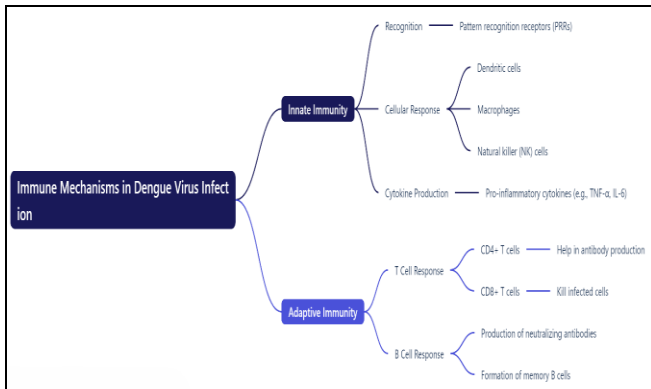 Immune Mechanisms in Dengue Virus Infect
ion
Innate Immunity
Recognition
Pattern recognition receptors (PRRs)
Cellular Response
Dendritic cells
Macrophages
Natural killer (NK) cells
Cytokine Production
Pro-inflammatory cytokines (e.g., TNF-α, IL-6)
Adaptive Immunity
T Cell Response
CD4+ T cells
Help in antibody production
CD8+ T cells
Kill infected cells
B Cell Response
Production of neutralizing antibodies
Formation of memory B cells